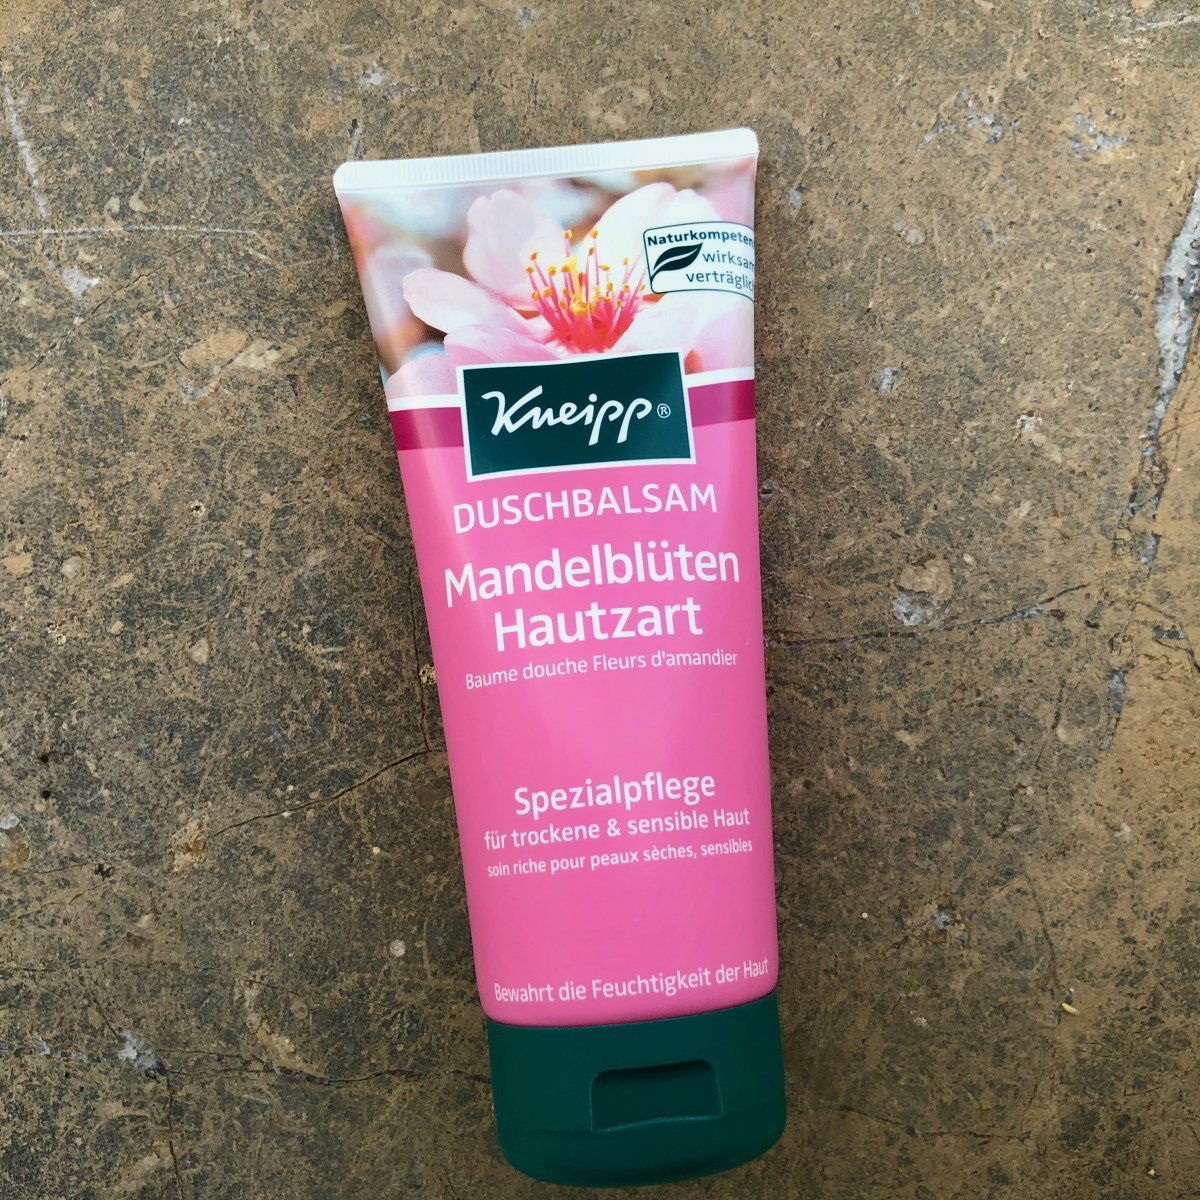 Naturkompetenz
wirksam
verträglich
Kneipp®
DUSCHBALSAM
Mandelblüten
Hautzart
Baume douche Fleurs d'amandier
Spezialpflege
für trockene & sensible Haut
soin riche pour peaux sèches, sensibles
Bewahrt die Feuchtigkeit der Haut